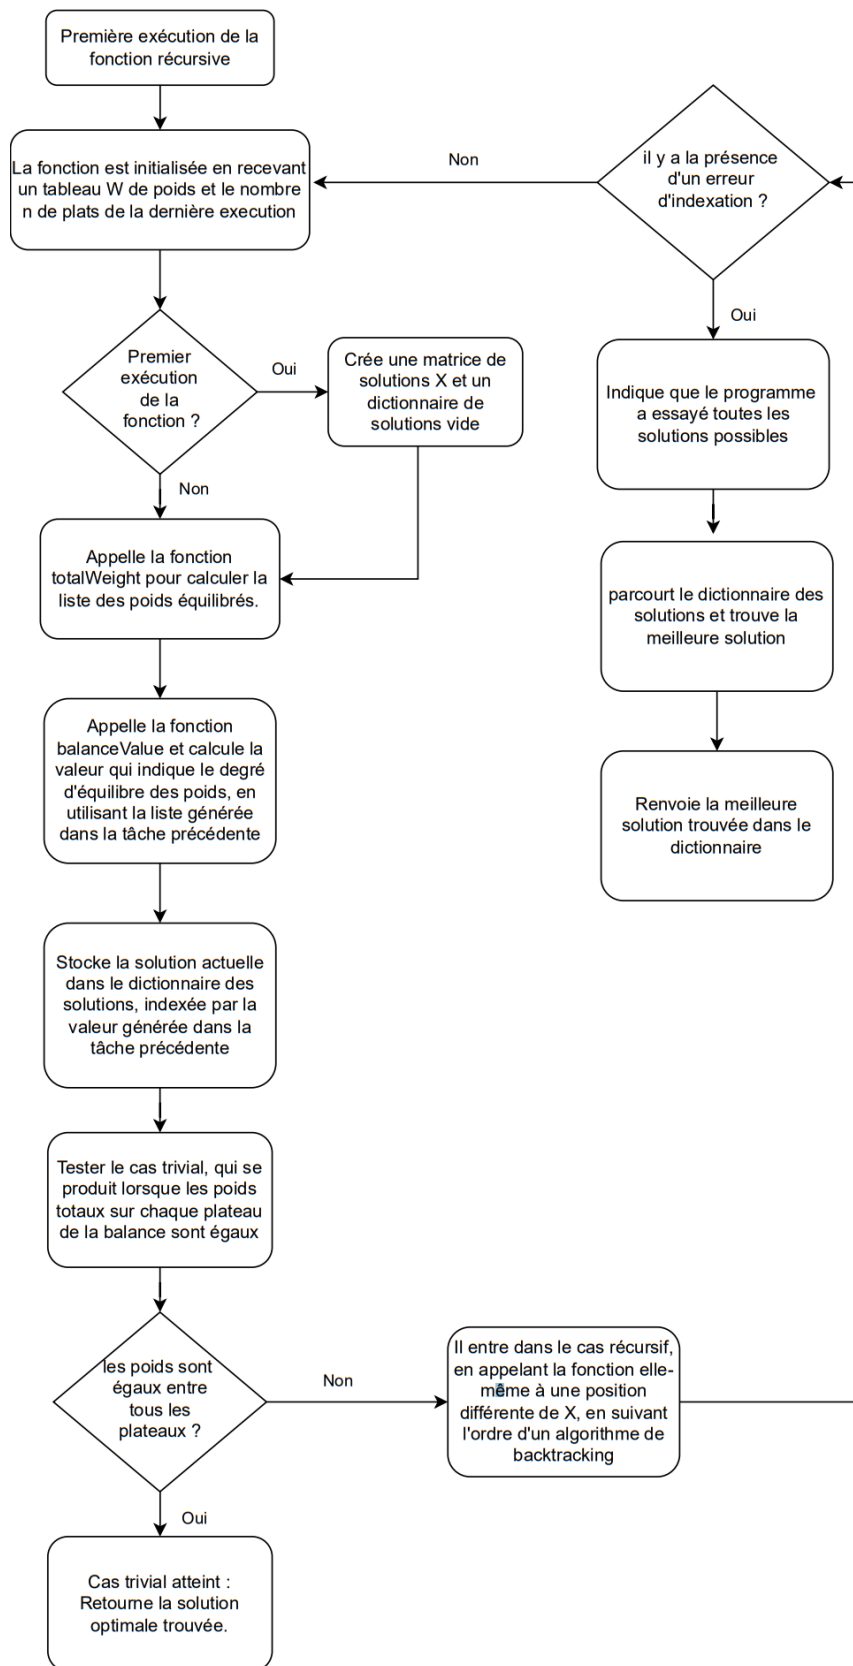 Première exécution de la
fonction récursive
La fonction est initialisée en recevant
un tableau W de poids et le nombre
n de plats de la dernière execution
Premier
exécution
de la
fonction ?
Oui
Crée une matrice de
solutions X et un
dictionnaire de
solutions vide
Non
Appelle la fonction
totalWeight pour calculer la
liste des poids équilibrés.
Appelle la fonction
balanceValue et calcule la
valeur qui indique le degré
d'équilibre des poids, en
utilisant la liste générée
dans la tâche précédente
Stocke la solution actuelle
dans le dictionnaire des
solutions, indexée par la
valeur générée dans la
tâche précédente
Tester le cas trivial, qui se
produit lorsque les poids
totaux sur chaque plateau
de la balance sont égaux
les poids sont
égaux entre
tous les
plateaux ?
Non
Il entre dans le cas récursif,
en appelant la fonction elle-
même à une position
différente de X, en suivant
l'ordre d'un algorithme de
backtracking
Oui
Cas trivial atteint :
Retourne la solution
optimale trouvée.
il y a la présence
d'un erreur
d'indexation ?
Non
Oui
Indique que le programme
a essayé toutes les
solutions possibles
parcourt le dictionnaire des
solutions et trouve la
meilleure solution
Renvoie la meilleure
solution trouvée dans le
dictionnaire